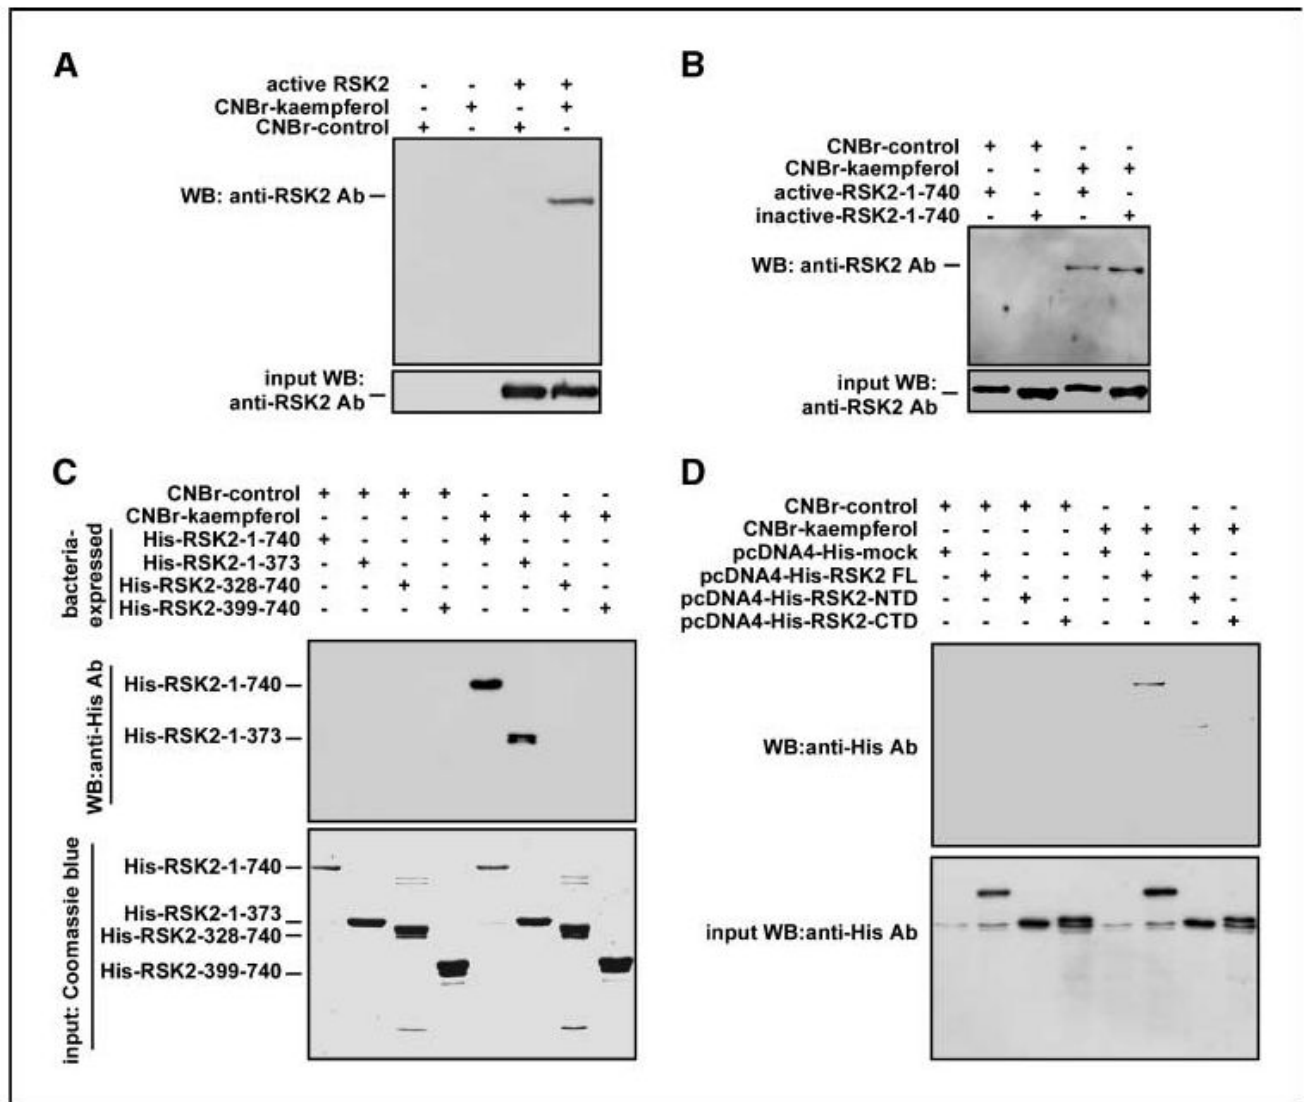 A
active RSK2 - - + +
CNBr-kaempferol - + - +
CNBr-control + - + -
WB: anti-RSK2 Ab
input WB:
anti-RSK2 Ab
B
CNBr-control + + - -
CNBr-kaempferol - - + +
active-RSK2-1-740 + - + -
inactive-RSK2-1-740 - + - +
WB: anti-RSK2 Ab
input WB:
anti-RSK2 Ab
C
CNBr-control + + + + - - - -
CNBr-kaempferol - - - - + + + +
bacteria-
expressed
His-RSK2-1-740 + - - - + - - -
His-RSK2-1-373 - + - - - + - -
His-RSK2-328-740 - - + - - - + -
His-RSK2-399-740 - - - + - - - +
WB:anti-His Ab
His-RSK2-1-740
His-RSK2-1-373
input: Coomassie blue
His-RSK2-1-740
His-RSK2-1-373
His-RSK2-328-740
His-RSK2-399-740
D
CNBr-control + + + + - - - -
CNBr-kaempferol - - - - + + + +
pcDNA4-His-mock + - - - + - - -
pcDNA4-His-RSK2 FL - + - - - + - -
pcDNA4-His-RSK2-NTD - - + - - - + -
pcDNA4-His-RSK2-CTD - - - + - - - +
WB:anti-His Ab
input WB:anti-His Ab